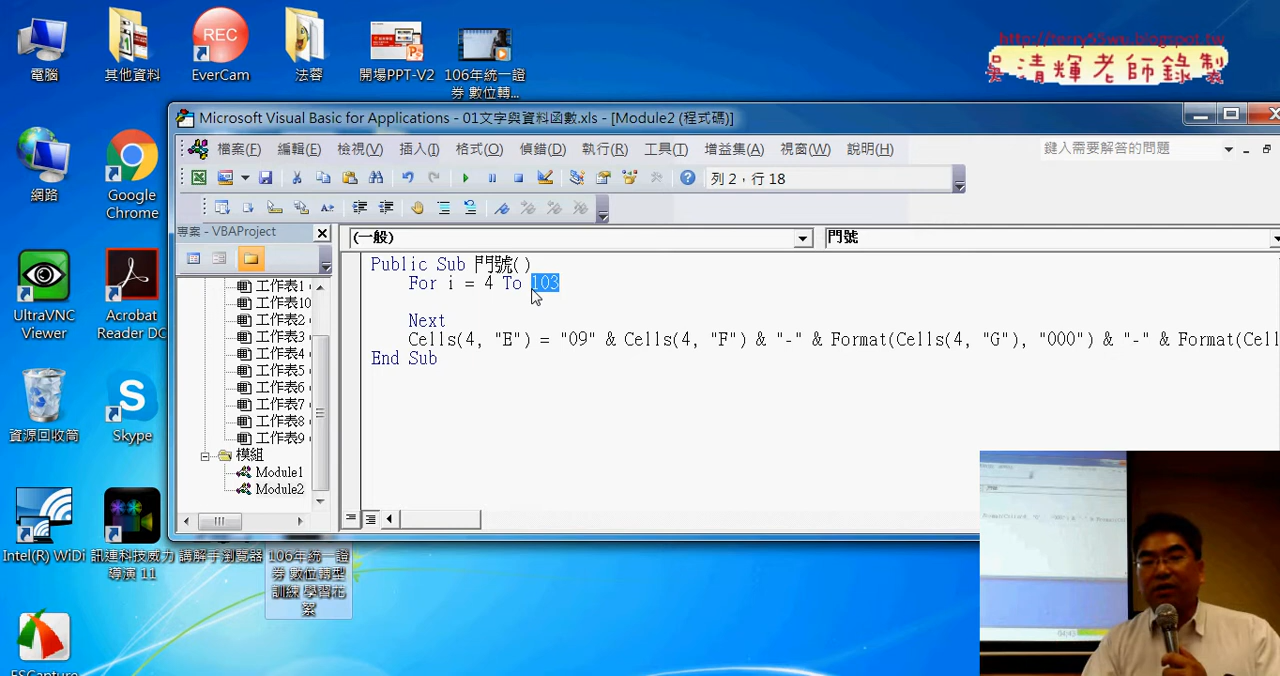 電腦
其他資料
REC
EverCam
法蓉
開場PPT-V2
106年統一證
券 數位轉...
http://terry55wu.blogspot.tw
吳清輝老師錄製
Microsoft Visual Basic for Applications - 01文字與資料函數.xls - [Module2 (程式碼)]
檔案(F) 編輯(E) 檢視(V) 插入(I) 格式(O) 偵錯(D) 執行(R) 工具(T) 增益集(A) 視窗(W) 說明(H)
鍵入需要解答的問題
列 2，行 18
網路
Google
Chrome
專案 - VBAProject
(一般)
門號
Public Sub 門號()
For i = 4 To 103
Next
Cells(4, "E") = "09" & Cells(4, "F") & "-" & Format(Cells(4, "G"), "000") & "-" & Format(Cell
End Sub
工作表1
工作表10
工作表2
工作表3
工作表4
工作表5
工作表6
工作表7
工作表8
工作表9
模組
Module1
Module2
UltraVNC
Viewer
Acrobat
Reader DC
資源回收筒
Skype
Intel(R) WiDi
訊連科技威力
導演 11
講解手瀏覽器
106年統一證
券 數位轉型
訓練 學習花
絮
FSCapture